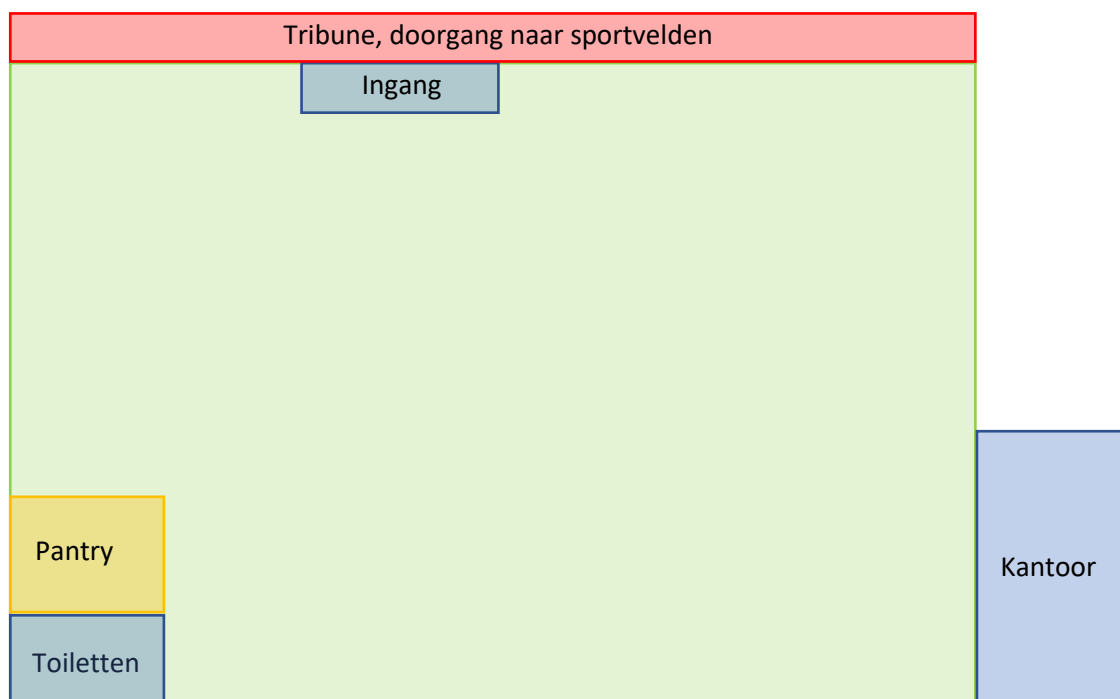 Tribune, doorgang naar sportvelden
Ingang
Pantry
Kantoor
Toiletten